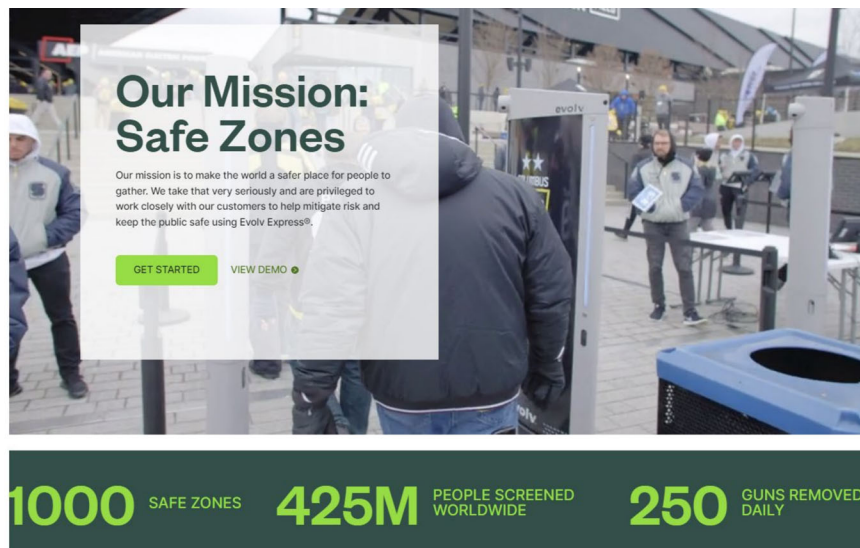 Our Mission:
Safe Zones
Our mission is to make the world a safer place for people to
gather. We take that very seriously and are privileged to
work closely with our customers to help mitigate risk and
keep the public safe using Evolv Express®.
GET STARTED
VIEW DEMO
evolv
1000
SAFE ZONES
425M
PEOPLE SCREENED
WORLDWIDE
250
GUNS REMOVED
DAILY